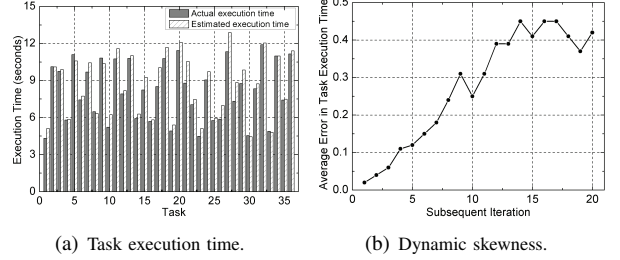 Actual execution time
Estimated execution time
Execution Time (seconds)
15
12
9
6
3
0
0 5 10 15 20 25 30 35
Task
(a) Task execution time.
Average Error in Task Execution Time
0.5
0.4
0.3
0.2
0.1
0.0
0 5 10 15 20
Subsequent Iteration
(b) Dynamic skewness.